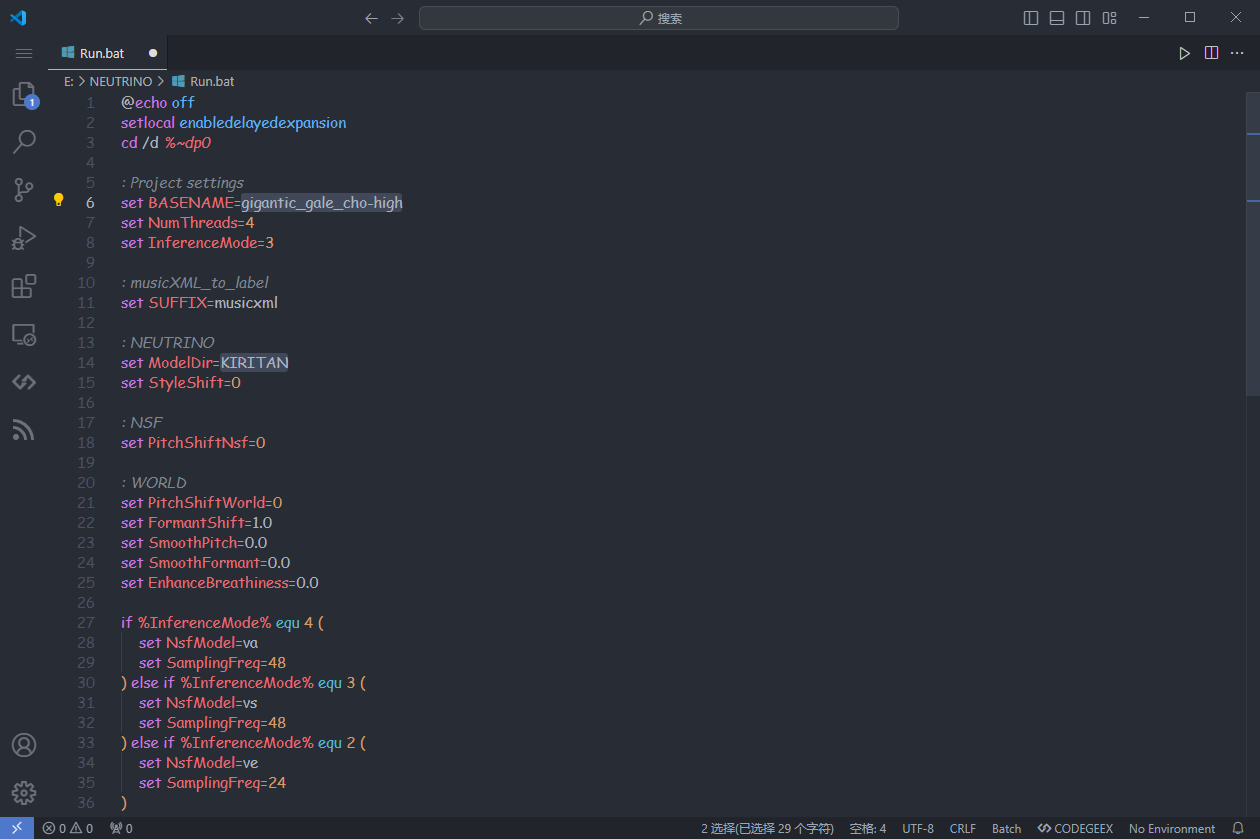 搜索
Run.bat
E: > NEUTRINO > Run.bat
1 @echo off
2 setlocal enabledelayedexpansion
3 cd /d %~dp0
4
5 : Project settings
6 set BASENAME=gigantic_gale_cho-high
7 set NumThreads=4
8 set InferenceMode=3
9
10 : musicXML_to_label
11 set SUFFIX=musicxml
12
13 : NEUTRINO
14 set ModelDir=KIRITAN
15 set StyleShift=0
16
17 : NSF
18 set PitchShiftNsf=0
19
20 : WORLD
21 set PitchShiftWorld=0
22 set FormantShift=1.0
23 set SmoothPitch=0.0
24 set SmoothFormant=0.0
25 set EnhanceBreathiness=0.0
26
27 if %InferenceMode% equ 4 (
28 set NsfModel=va
29 set SamplingFreq=48
30 ) else if %InferenceMode% equ 3 (
31 set NsfModel=vs
32 set SamplingFreq=48
33 ) else if %InferenceMode% equ 2 (
34 set NsfModel=ve
35 set SamplingFreq=24
36 )
1
0 0 0 2 选择(已选择 29 个字符) 空格: 4 UTF-8 CRLF Batch CODEGEEX No Environment